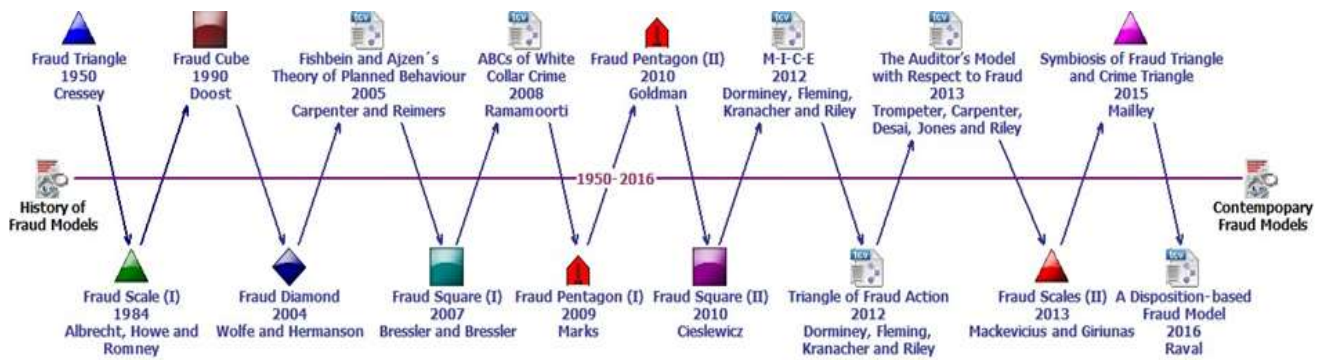 Fraud Triangle
1950
Cressey
Fraud Cube
1990
Doost
Fishbein and Ajzen´s
Theory of Planned Behaviour
2005
Carpenter and Reimers
ABCs of White
Collar Crime
2008
Ramamoorti
Fraud Pentagon (II)
2010
Goldman
M-I-C-E
2012
Dorminey, Fleming,
Kranacher and Riley
The Auditor's Model
with Respect to Fraud
2013
Trompeter, Carpenter,
Desai, Jones and Riley
Symbiosis of Fraud Triangle
and Crime Triangle
2015
Mailley
1950-2016
History of
Fraud Models
Contempopary
Fraud Models
Fraud Scale (I)
1984
Albrecht, Howe and
Romney
Fraud Diamond
2004
Wolfe and Hermanson
Fraud Square (I)
2007
Bressler and Bressler
Fraud Pentagon (I)
2009
Marks
Fraud Square (II)
2010
Cieslewicz
Triangle of Fraud Action
2012
Dorminey, Fleming,
Kranacher and Riley
Fraud Scales (II)
2013
Mackevicius and Giriunas
A Disposition-based
Fraud Model
2016
Raval